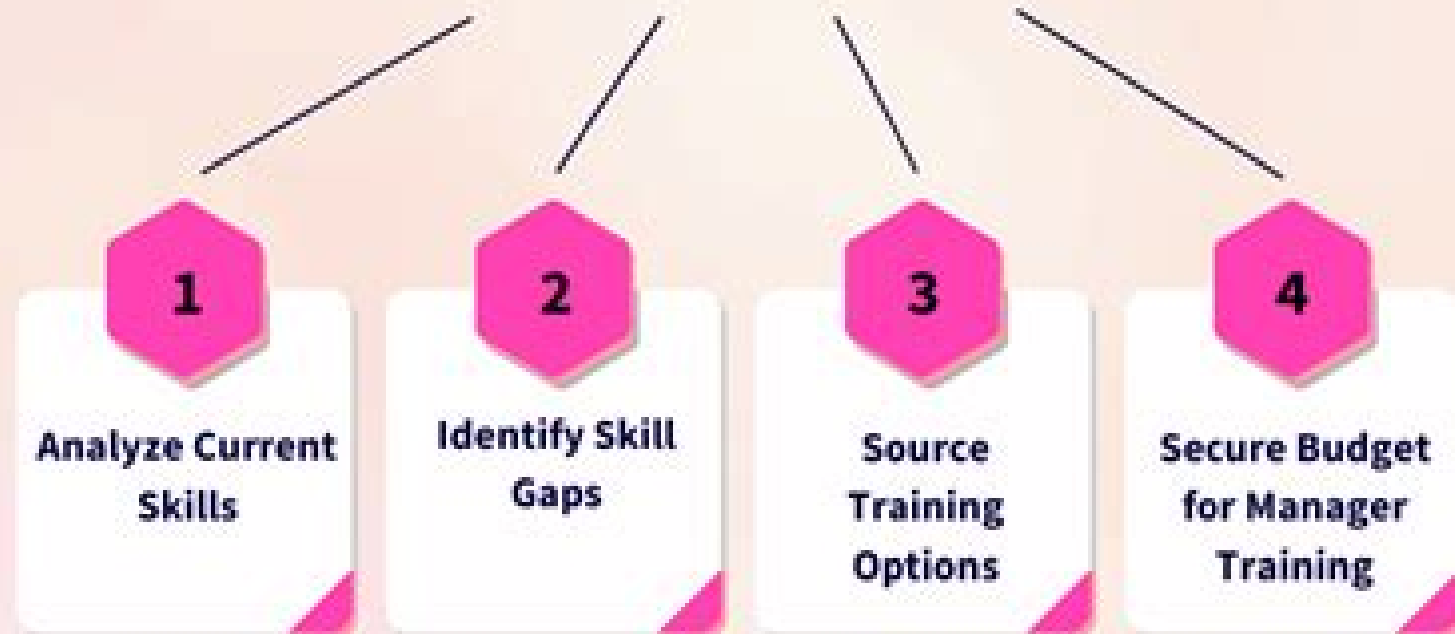 1
Analyze Current
Skills
2
Identify Skill
Gaps
3
Source
Training
Options
4
Secure Budget
for Manager
Training